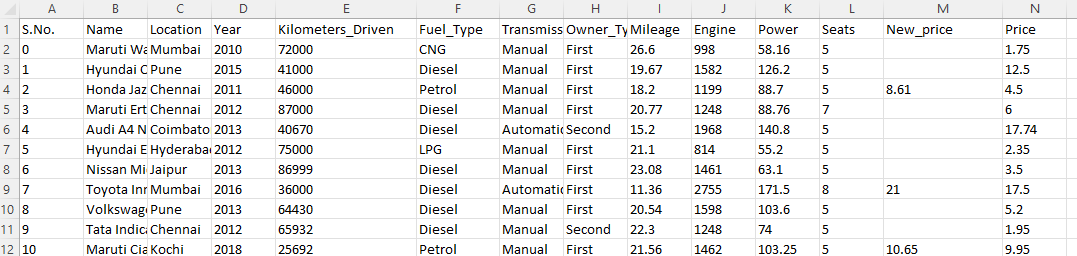 A B C D E F G H I J K L M N
1 S.No. Name Location Year Kilometers_Driven Fuel_Type Transmiss Owner_Ty Mileage Engine Power Seats New_price Price
2 0 Maruti Wa Mumbai 2010 72000 CNG Manual First 26.6 998 58.16 5 1.75
3 1 Hyundai C Pune 2015 41000 Diesel Manual First 19.67 1582 126.2 5 12.5
4 2 Honda Jaz Chennai 2011 46000 Petrol Manual First 18.2 1199 88.7 5 8.61 4.5
5 3 Maruti Ert Chennai 2012 87000 Diesel Manual First 20.77 1248 88.76 7 6
6 4 Audi A4 N Coimbato 2013 40670 Diesel Automatic Second 15.2 1968 140.8 5 17.74
7 5 Hyundai E Hyderaba 2012 75000 LPG Manual First 21.1 814 55.2 5 2.35
8 6 Nissan Mi Jaipur 2013 86999 Diesel Manual First 23.08 1461 63.1 5 3.5
9 7 Toyota Inn Mumbai 2016 36000 Diesel Automatic First 11.36 2755 171.5 8 21 17.5
10 8 Volkswage Pune 2013 64430 Diesel Manual First 20.54 1598 103.6 5 5.2
11 9 Tata Indica Chennai 2012 65932 Diesel Manual Second 22.3 1248 74 5 1.95
12 10 Maruti Cia Kochi 2018 25692 Petrol Manual First 21.56 1462 103.25 5 10.65 9.95